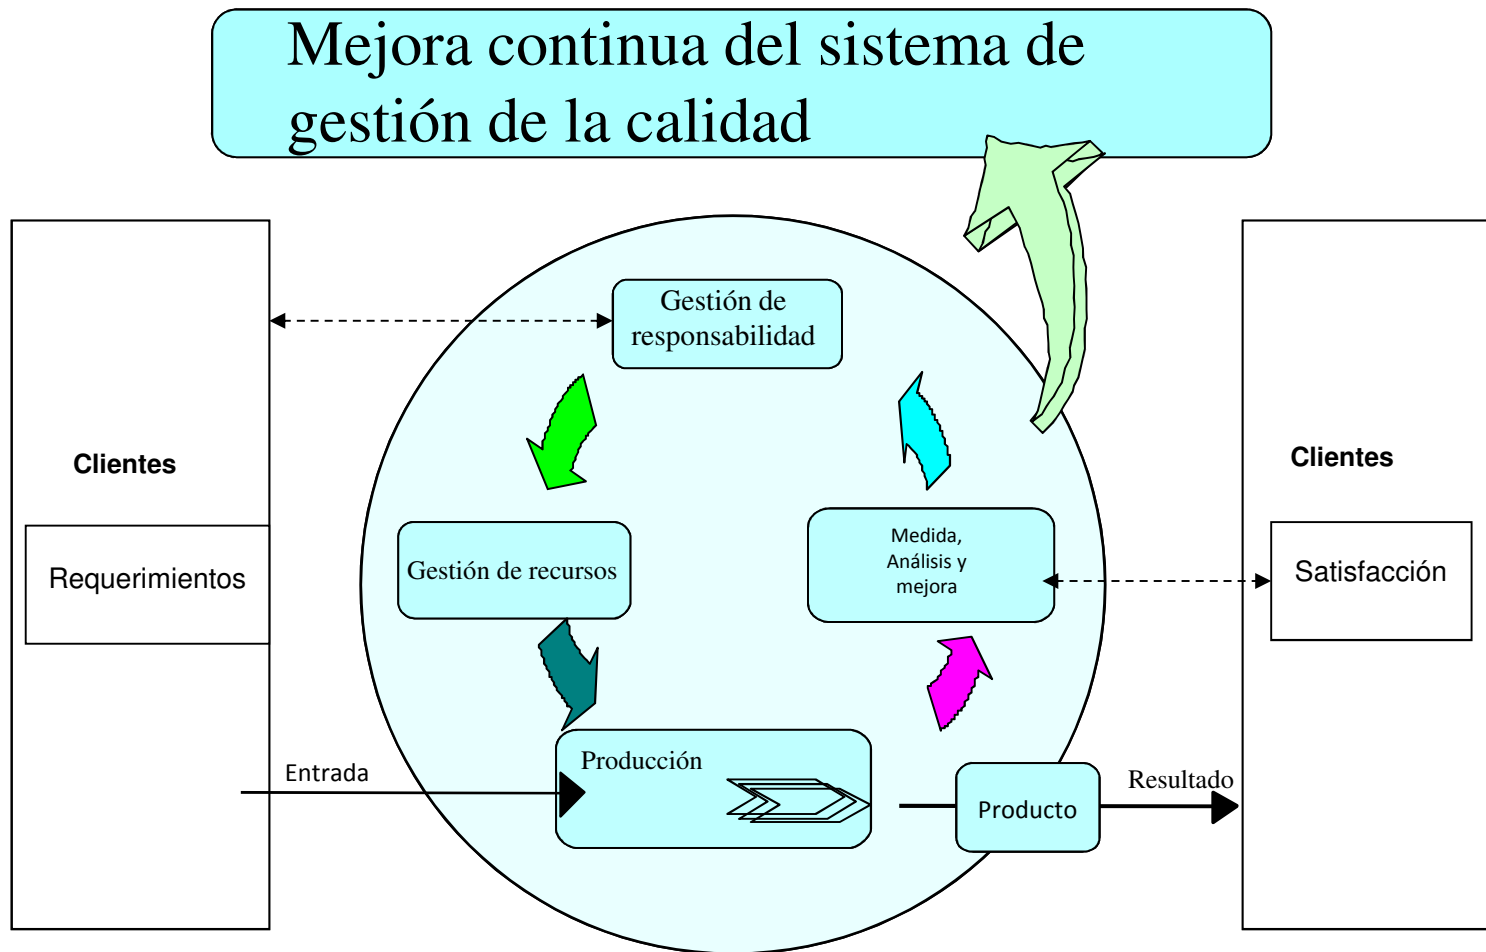 Mejora continua del sistema de
gestión de la calidad
Gestión de
responsabilidad
Clientes
Clientes
Requerimientos
Gestión de recursos
Medida,
Análisis y
mejora
Satisfacción
Entrada
Producción
Producto
Resultado